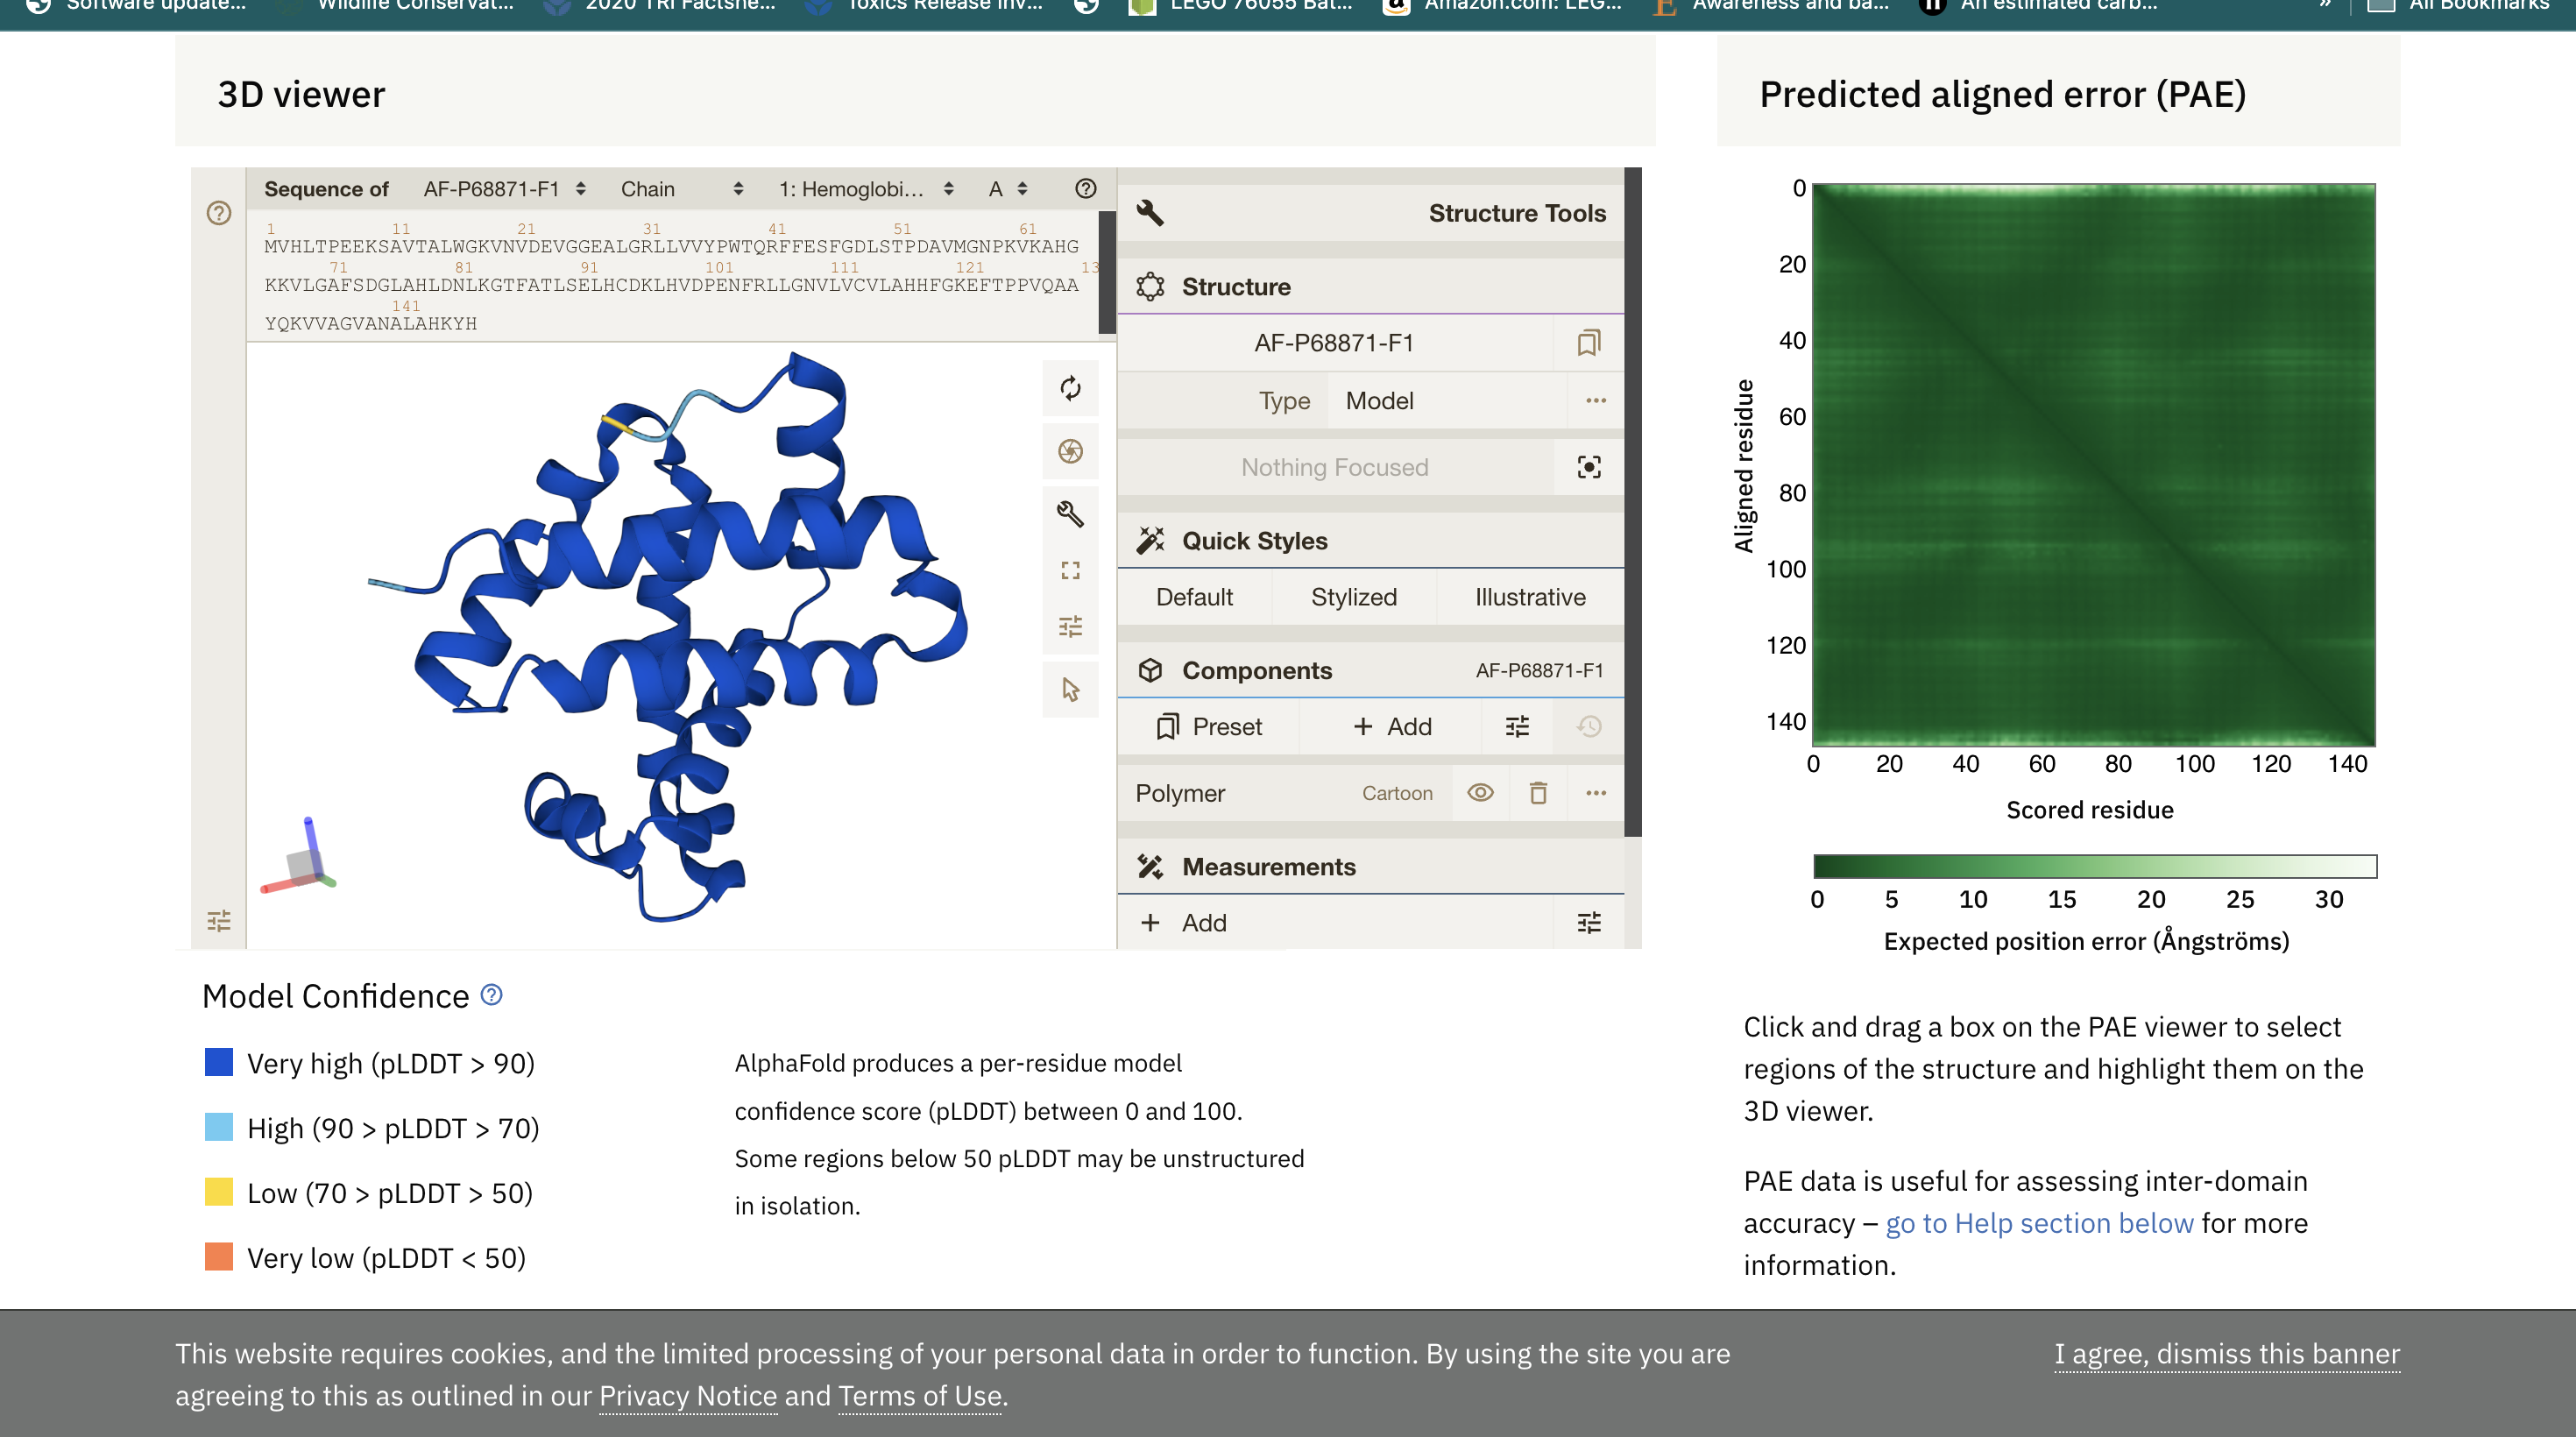 Software update...
Wildlife Conservat...
2020 TRI Factshe...
Toxics Release Inv...
LEGO 76055 Bat...
Amazon.com: LEG...
Awareness and ba...
An estimated carb...
»
All Bookmarks
3D viewer
Sequence of AF-P68871-F1 Chain 1: Hemoglobi... A
1 11 21 31 41 51 61
MVHLTPEEKSAVTALWGKVNVDEVGGEALGRLLVVYPWTQRFFESFGDLSTPDAVMGNPKVKAHG
71 81 91 101 111 121 13
KKVLGAFSDGLAHLDNLKGTFATLSELHCDKLHVDPENFRLLGNVLVCVLAHHFGKEFTPPVQAA
141
YQKVVAGVANALAHKYH
Structure Tools
Structure
AF-P68871-F1
Type Model ...
Nothing Focused
Quick Styles
Default Stylized Illustrative
Components AF-P68871-F1
Preset + Add
Polymer Cartoon ...
Measurements
+ Add
Model Confidence
Very high (pLDDT > 90)
High (90 > pLDDT > 70)
Low (70 > pLDDT > 50)
Very low (pLDDT < 50)
AlphaFold produces a per-residue model
confidence score (pLDDT) between 0 and 100.
Some regions below 50 pLDDT may be unstructured
in isolation.
Predicted aligned error (PAE)
Aligned residue
0
20
40
60
80
100
120
140
0 20 40 60 80 100 120 140
Scored residue
0 5 10 15 20 25 30
Expected position error (Ångströms)
Click and drag a box on the PAE viewer to select
regions of the structure and highlight them on the
3D viewer.
PAE data is useful for assessing inter-domain
accuracy – go to Help section below for more
information.
This website requires cookies, and the limited processing of your personal data in order to function. By using the site you are
agreeing to this as outlined in our Privacy Notice and Terms of Use.
I agree, dismiss this banner